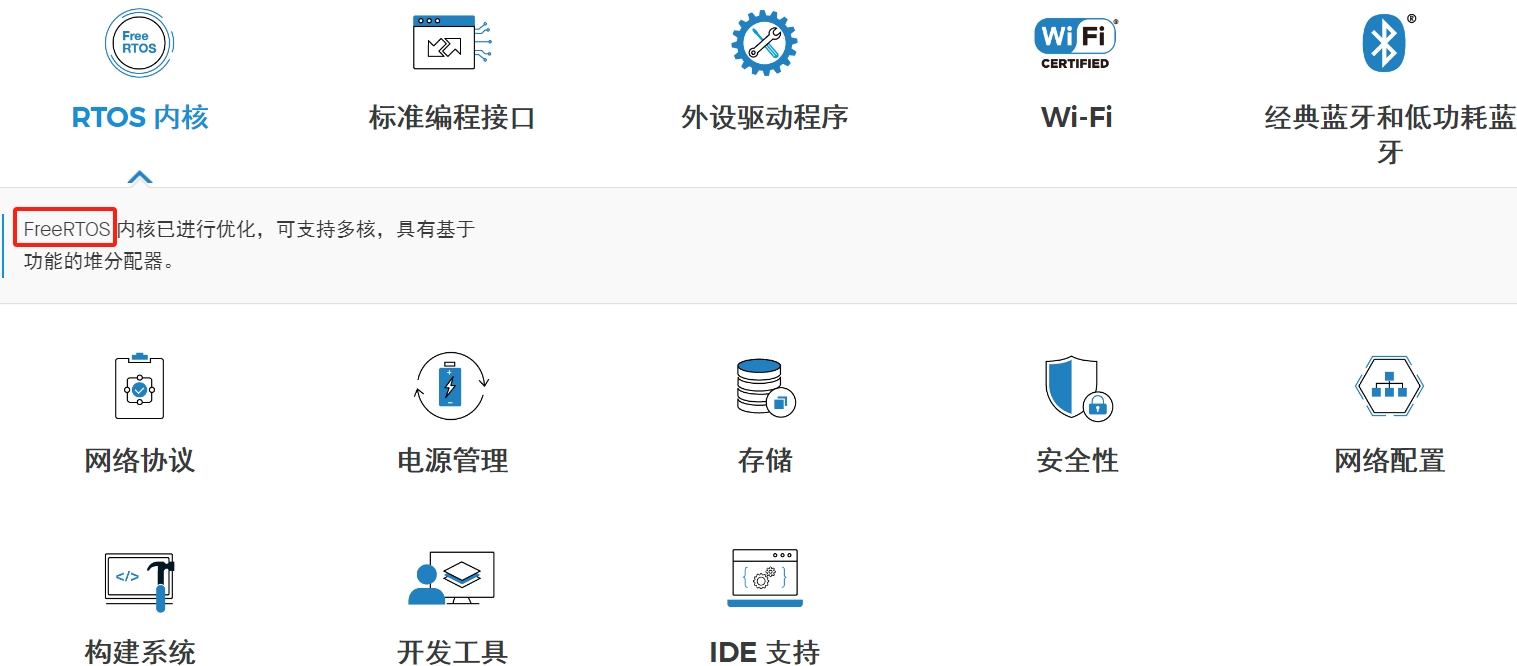 Free
RTOS
Wi Fi ®
CERTIFIED
®
RTOS 内核
标准编程接口
外设驱动程序
Wi-Fi
经典蓝牙和低功耗蓝
牙
FreeRTOS 内核已进行优化，可支持多核，具有基于
功能的堆分配器。
网络协议
电源管理
存储
安全性
网络配置
</>
构建系统
开发工具
{ }
IDE 支持